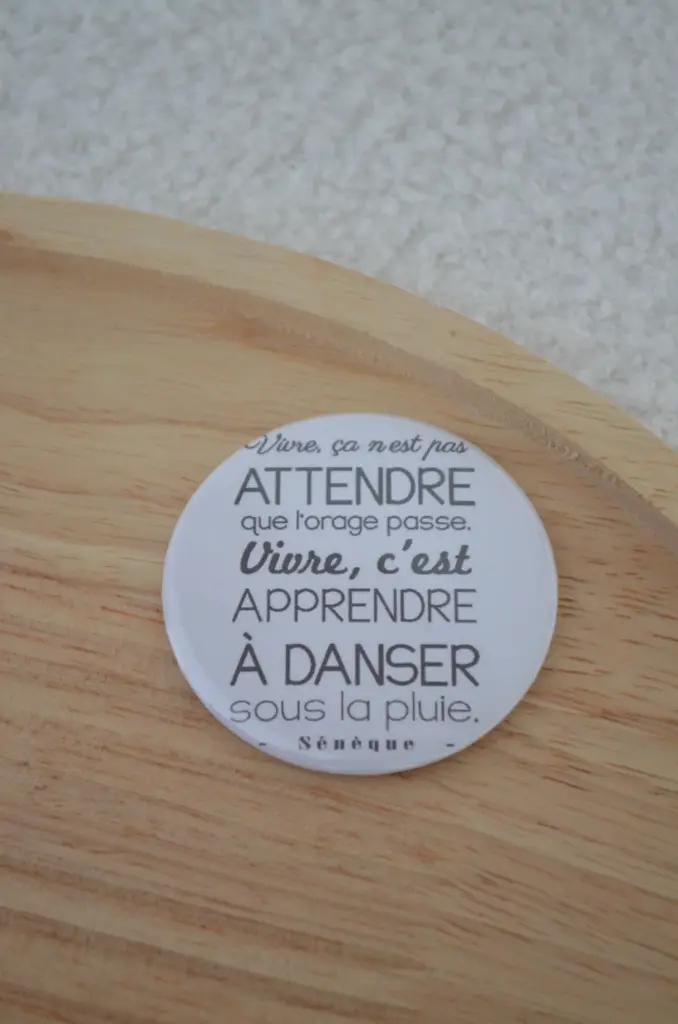 Vivre, ça n'est pas
ATTENDRE
que l'orage passe.
Vivre, c'est
APPRENDRE
À DANSER
sous la pluie.
- Sénèque -